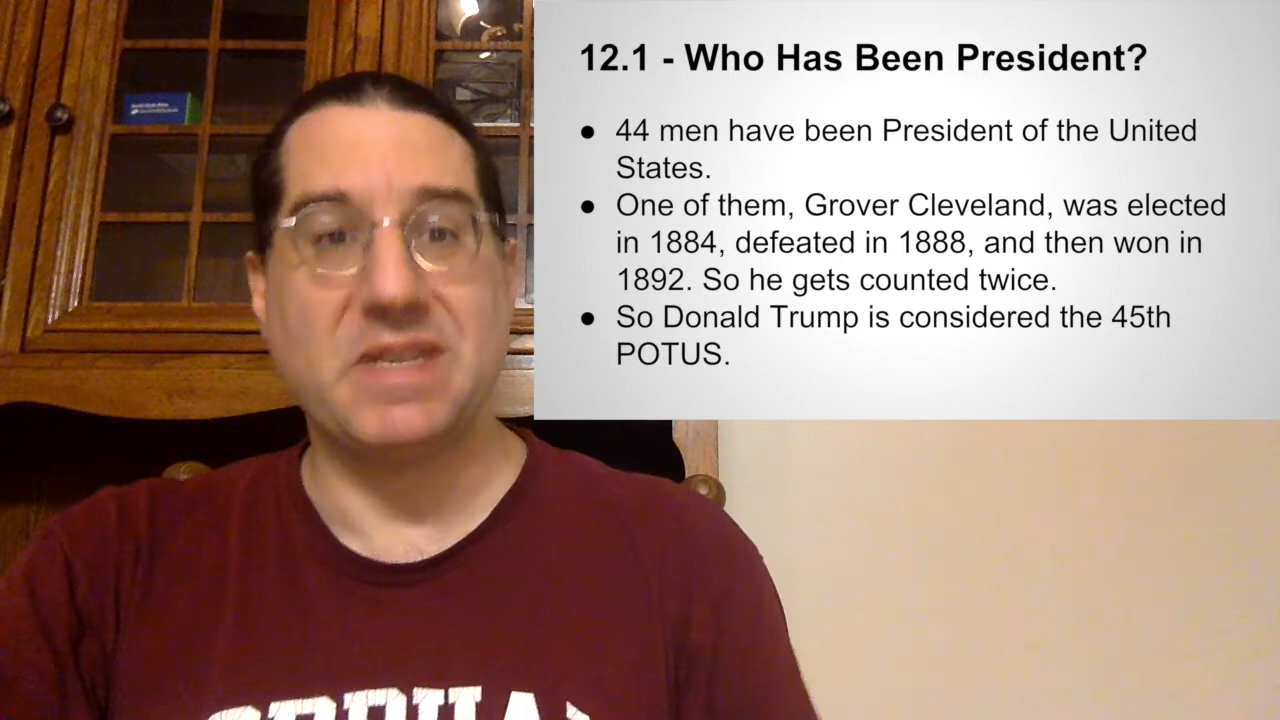 12.1 - Who Has Been President?
● 44 men have been President of the United
States.
● One of them, Grover Cleveland, was elected
in 1884, defeated in 1888, and then won in
1892. So he gets counted twice.
● So Donald Trump is considered the 45th
POTUS.